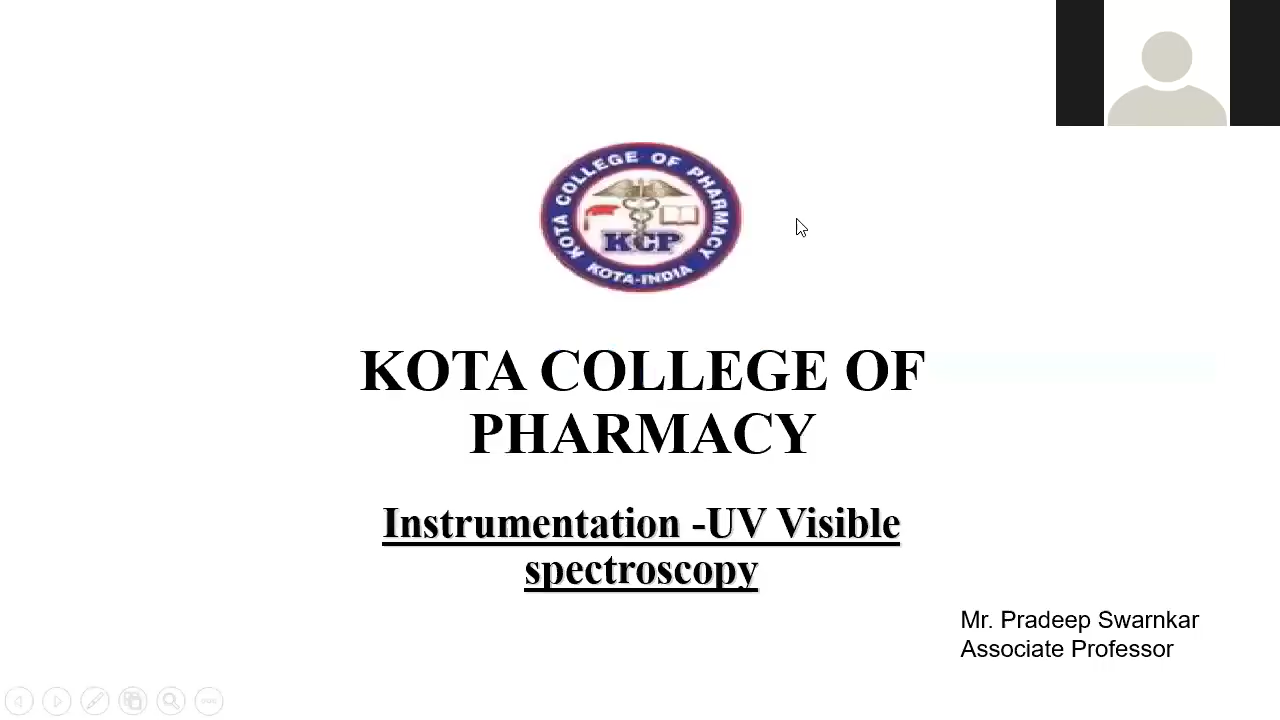 KOTA COLLEGE OF PHARMACY
KCP
KOTA-INDIA
KOTA COLLEGE OF
PHARMACY
Instrumentation -UV Visible
spectroscopy
Mr. Pradeep Swarnkar
Associate Professor